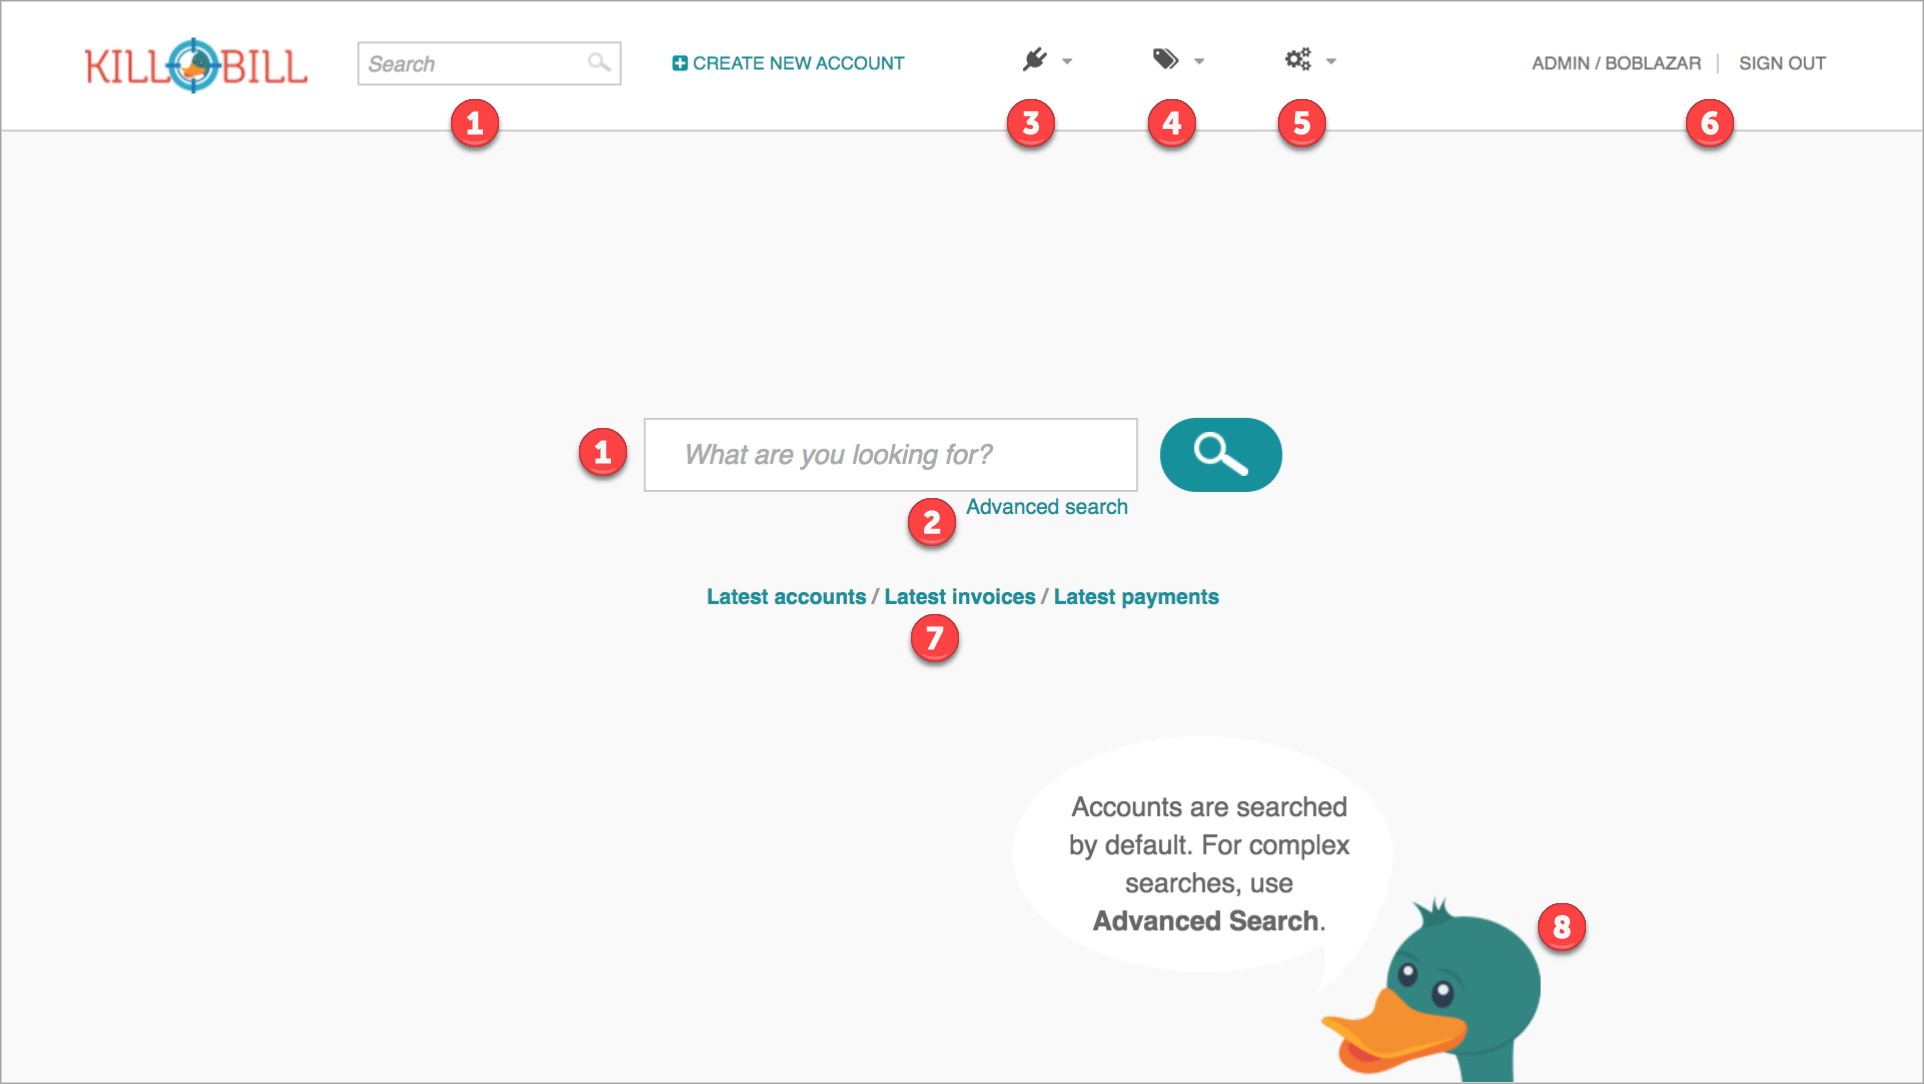 KILL BILL
Search
CREATE NEW ACCOUNT
ADMIN / BOBLAZAR | SIGN OUT
1
3
4
5
6
1
What are you looking for?
2
Advanced search
Latest accounts / Latest invoices / Latest payments
7
Accounts are searched
by default. For complex
searches, use
Advanced Search.
8